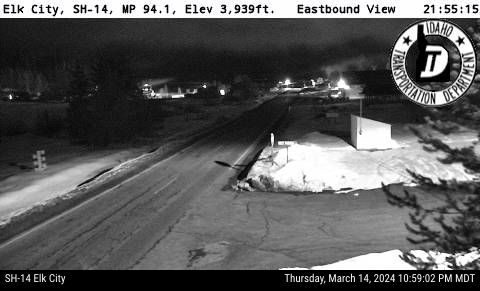 Elk City, SH-14, MP 94.1, Elev 3,939ft. Eastbound View 21:55:15
IDAHO
TRANSPORTATION DEPARTMENT
SH-14 Elk City Thursday, March 14, 2024 10:59:02 PM MDT